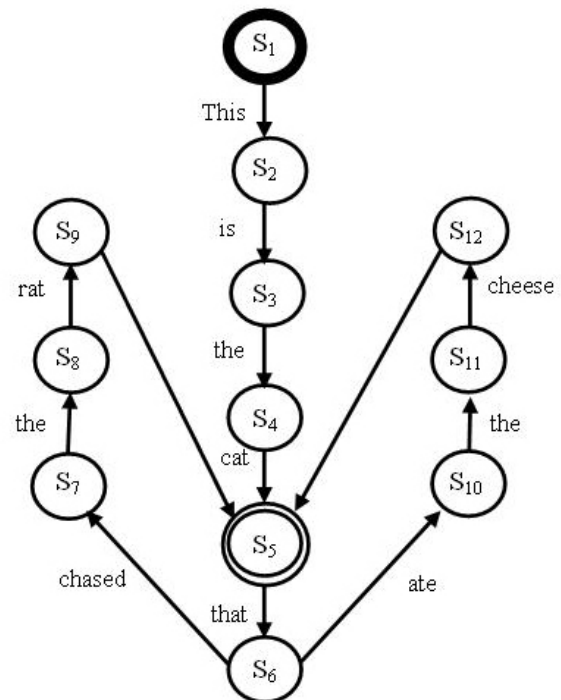 S1
This
S2
is
S9
S12
rat
S3
cheese
the
S8
S11
the
S4
the
cat
S7
S10
S5
chased
that
ate
S6